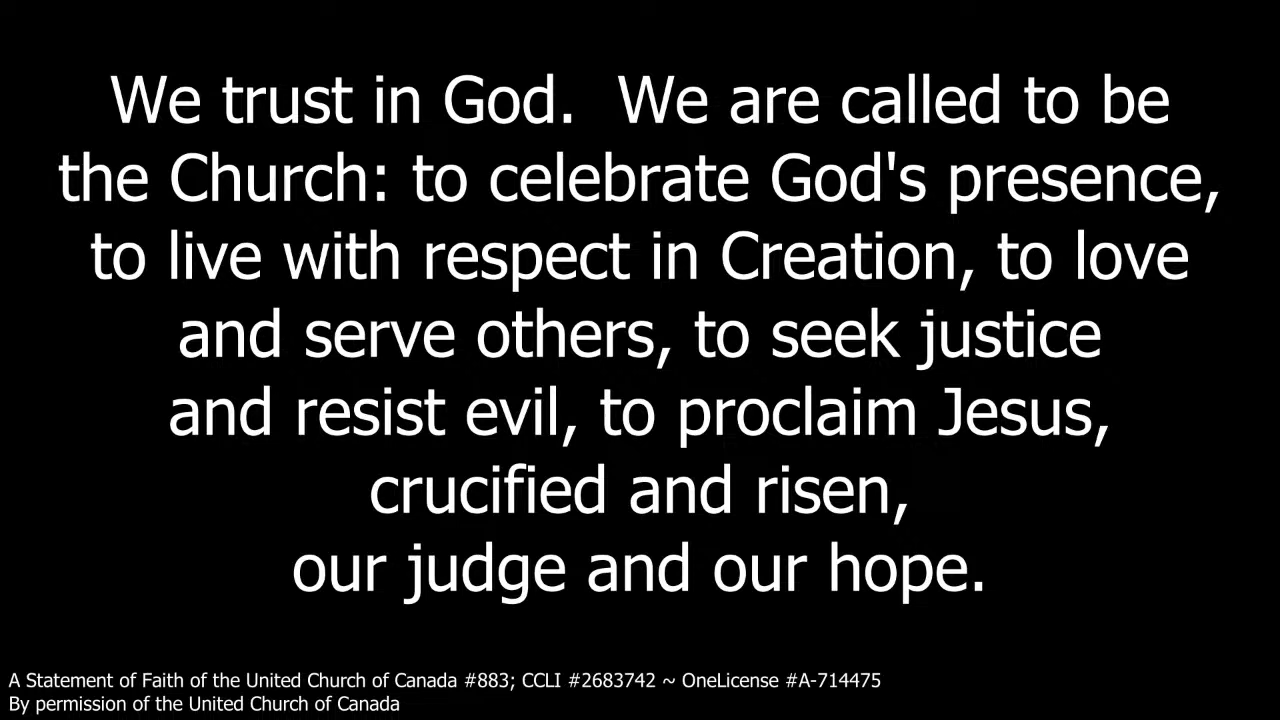 We trust in God.  We are called to be
the Church: to celebrate God's presence,
to live with respect in Creation, to love
and serve others, to seek justice
and resist evil, to proclaim Jesus,
crucified and risen,
our judge and our hope.
A Statement of Faith of the United Church of Canada #883; CCLI #2683742 ~ OneLicense #A-714475
By permission of the United Church of Canada